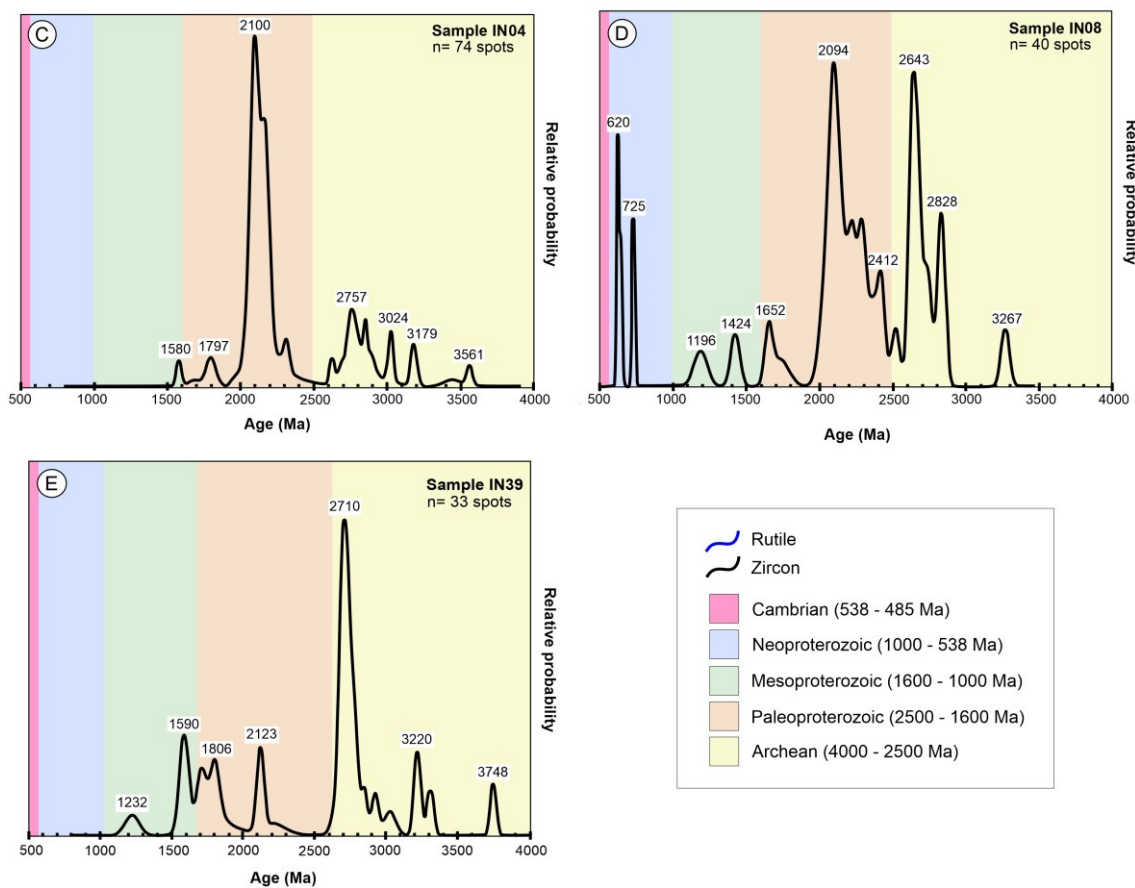 C
Sample IN04
n= 74 spots
2100
2757
3024
3179
1797
1580
3561
500 1000 1500 2000 2500 3000 3500 4000
Age (Ma)
Relative probability
D
Sample IN08
n= 40 spots
2094
2643
620
725
2828
2412
1652
3267
1424
1196
500 1000 1500 2000 2500 3000 3500 4000
Age (Ma)
Relative probability
E
Sample IN39
n= 33 spots
2710
1590
1806
2123
3220
3748
1232
500 1000 1500 2000 2500 3000 3500 4000
Age (Ma)
Relative probability
Rutile
Zircon
Cambrian (538 - 485 Ma)
Neoproterozoic (1000 - 538 Ma)
Mesoproterozoic (1600 - 1000 Ma)
Paleoproterozoic (2500 - 1600 Ma)
Archean (4000 - 2500 Ma)